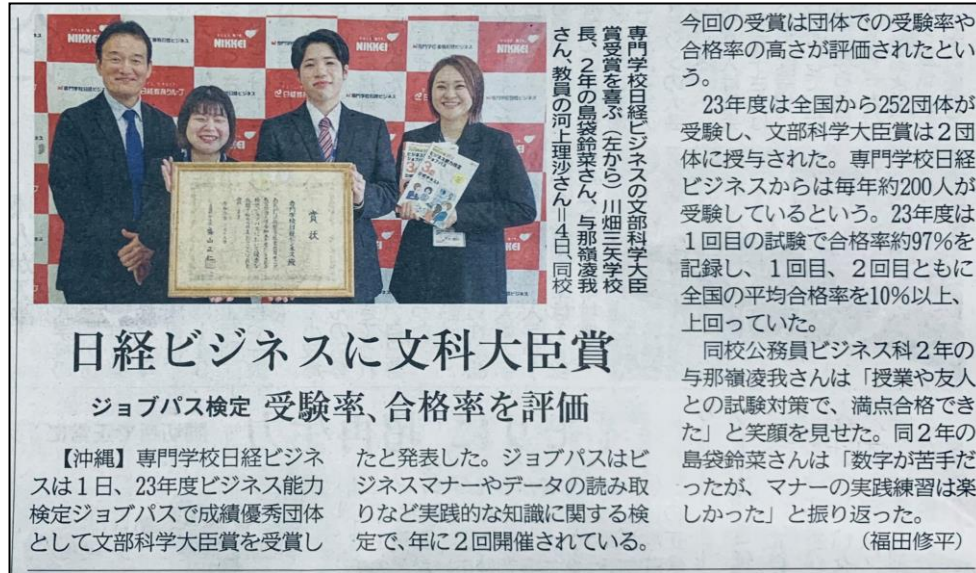 NIKKEI
NIKKEI
NIKKEI
賞状
専門学校日経ビジネスの文部科学大臣
賞受賞を喜ぶ（左から）川畑三矢学校
長、2年の島袋鈴菜さん、与那嶺凌我
さん、教員の河上理沙さん＝4日、同校
日経ビジネスに文科大臣賞
ジョブパス検定 受験率、合格率を評価
【沖縄】専門学校日経ビジネ
スは1日、23年度ビジネス能力
検定ジョブパスで成績優秀団体
として文部科学大臣賞を受賞し
たと発表した。ジョブパスはビ
ジネスマナーやデータの読み取
りなど実践的な知識に関する検
定で、年に2回開催されている。
今回の受賞は団体での受験率や
合格率の高さが評価されたとい
う。
23年度は全国から252団体が
受験し、文部科学大臣賞は2団
体に授与された。専門学校日経
ビジネスからは毎年約200人が
受験しているという。23年度は
1回目の試験で合格率約97%を
記録し、1回目、2回目ともに
全国の平均合格率を10%以上、
上回っていた。
同校公務員ビジネス科2年の
与那嶺凌我さんは「授業や友人
との試験対策で、満点合格でき
た」と笑顔を見せた。同2年の
島袋鈴菜さんは「数字が苦手だ
ったが、マナーの実践練習は楽
しかった」と振り返った。
（福田修平）